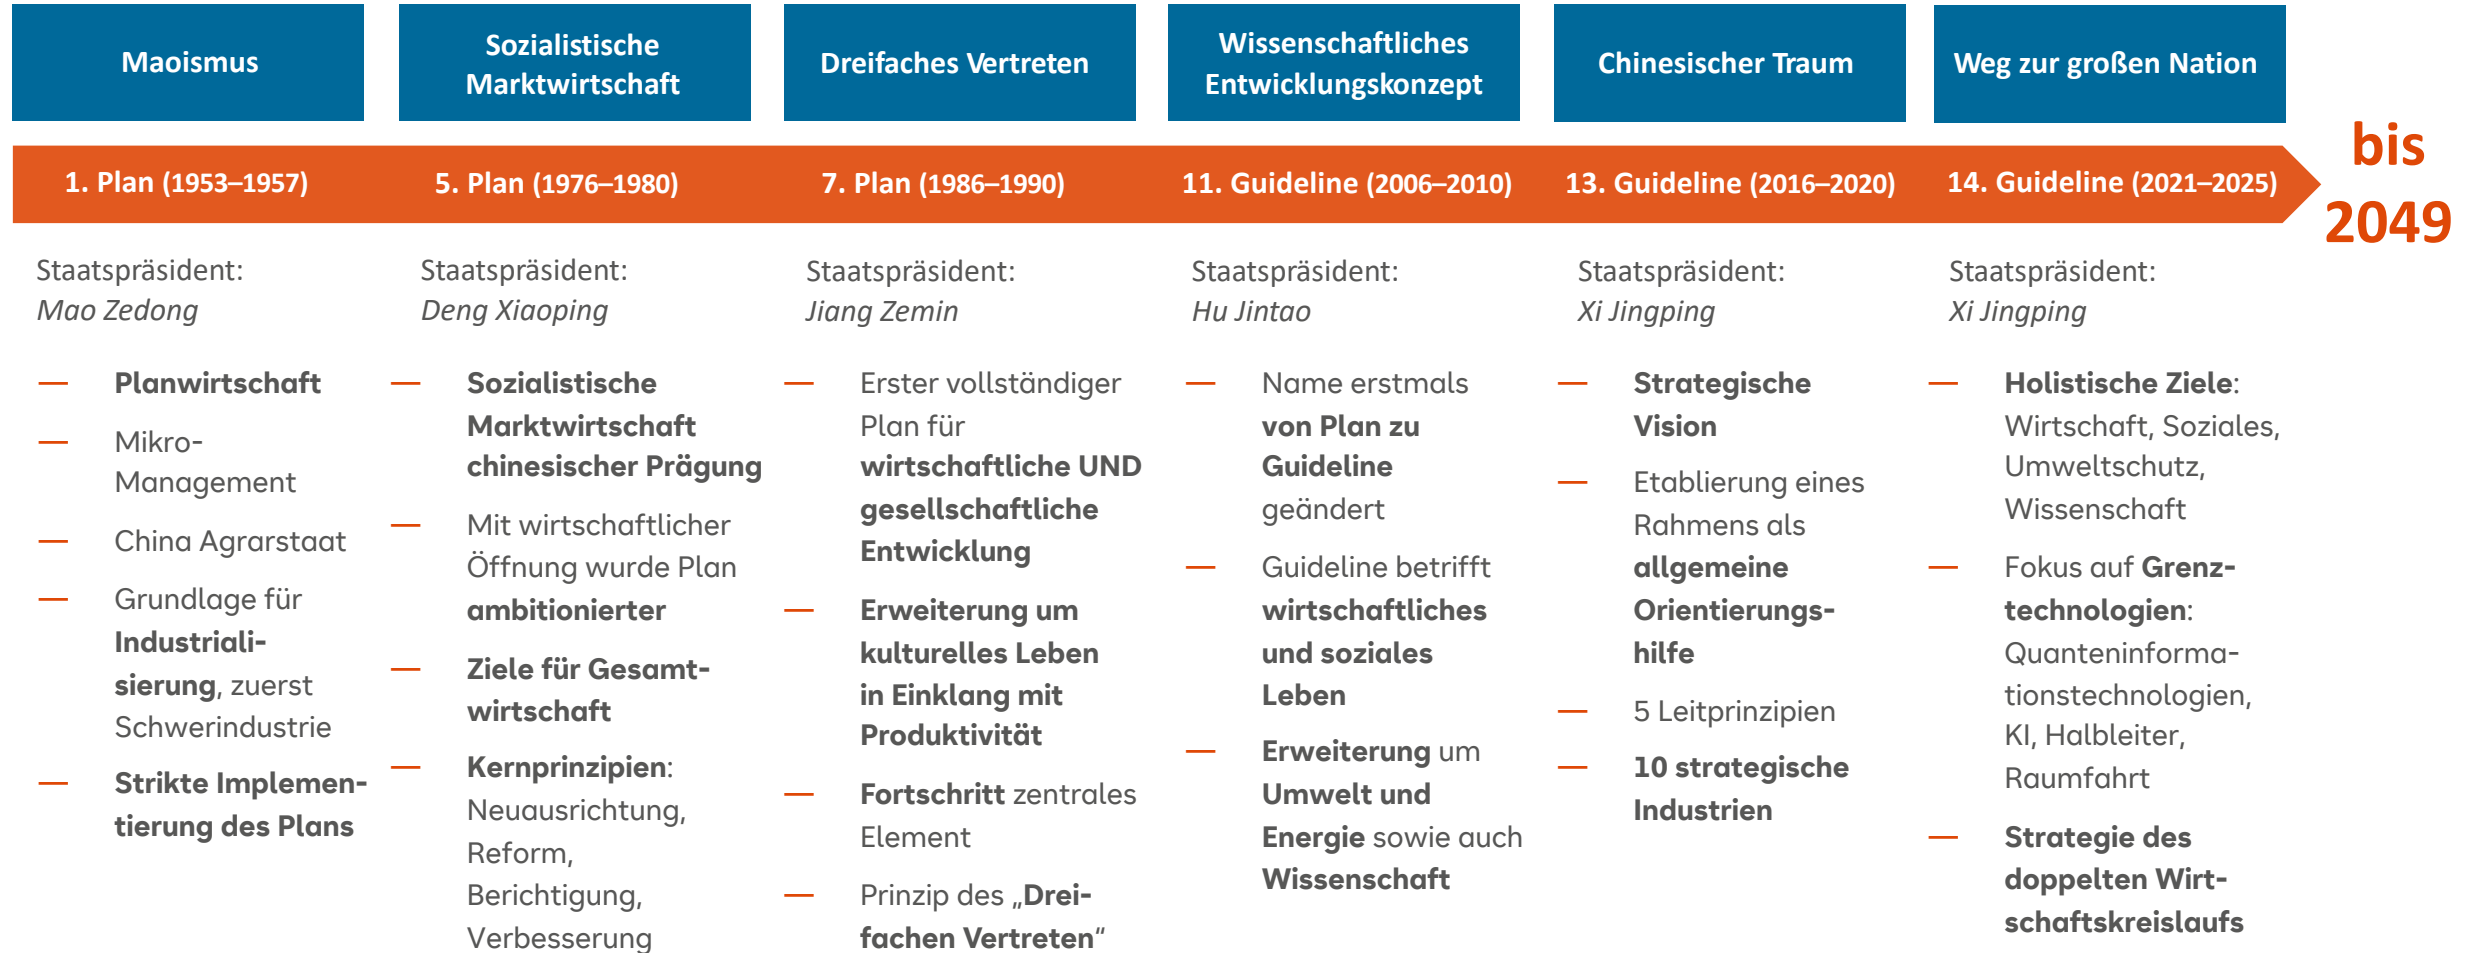 Maoismus
Sozialistische
Marktwirtschaft
Dreifaches Vertreten
Wissenschaftliches
Entwicklungskonzept
Chinesischer Traum
Weg zur großen Nation
1. Plan (1953–1957)
5. Plan (1976–1980)
7. Plan (1986–1990)
11. Guideline (2006–2010)
13. Guideline (2016–2020)
14. Guideline (2021–2025)
bis
2049
Staatspräsident:
Mao Zedong
— Planwirtschaft
— Mikro-
Management
— China Agrarstaat
— Grundlage für
Industriali-
sierung, zuerst
Schwerindustrie
— Strikte Implemen-
tierung des Plans
Staatspräsident:
Deng Xiaoping
— Sozialistische
Marktwirtschaft
chinesischer Prägung
— Mit wirtschaftlicher
Öffnung wurde Plan
ambitionierter
— Ziele für Gesamt-
wirtschaft
— Kernprinzipien:
Neuausrichtung,
Reform,
Berichtigung,
Verbesserung
Staatspräsident:
Jiang Zemin
— Erster vollständiger
Plan für
wirtschaftliche UND
gesellschaftliche
Entwicklung
— Erweiterung um
kulturelles Leben
in Einklang mit
Produktivität
— Fortschritt zentrales
Element
— Prinzip des „Drei-
fachen Vertreten“
Staatspräsident:
Hu Jintao
— Name erstmals
von Plan zu
Guideline
geändert
— Guideline betrifft
wirtschaftliches
und soziales
Leben
— Erweiterung um
Umwelt und
Energie sowie auch
Wissenschaft
Staatspräsident:
Xi Jingping
— Strategische
Vision
— Etablierung eines
Rahmens als
allgemeine
Orientierungs-
hilfe
— 5 Leitprinzipien
— 10 strategische
Industrien
Staatspräsident:
Xi Jingping
— Holistische Ziele:
Wirtschaft, Soziales,
Umweltschutz,
Wissenschaft
— Fokus auf Grenz-
technologien:
Quanteninforma-
tionstechnologien,
KI, Halbleiter,
Raumfahrt
— Strategie des
doppelten Wirt-
schaftskreislaufs